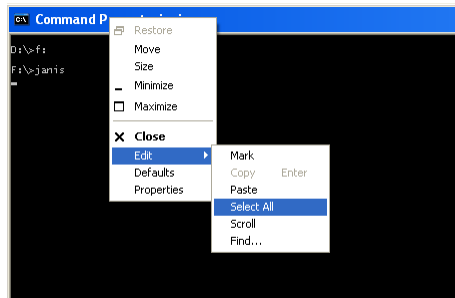 Command P
D:\>f:
F:\>janis
Restore
Move
Size
Minimize
Maximize
Close
Edit
Defaults
Properties
Mark
Copy Enter
Paste
Select All
Scroll
Find...